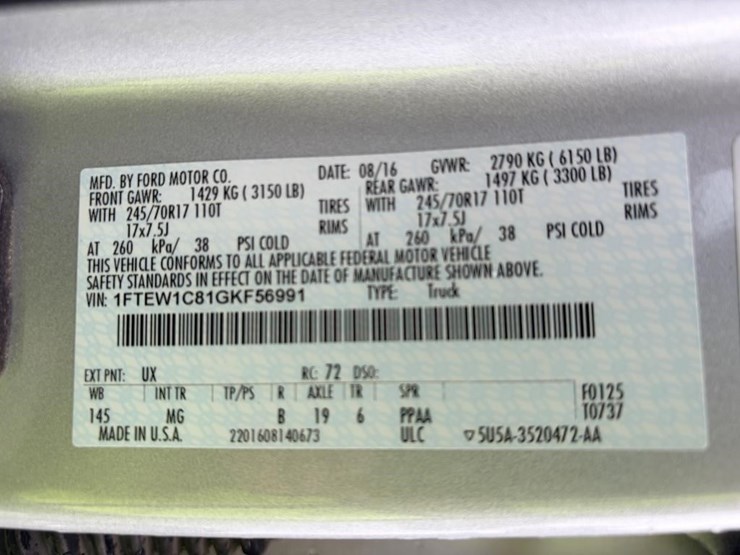 MFD. BY FORD MOTOR CO. DATE: 08/16 GVWR: 2790 KG ( 6150 LB)
FRONT GAWR: 1429 KG ( 3150 LB) REAR GAWR: 1497 KG ( 3300 LB)
WITH 245/70R17 110T TIRES WITH 245/70R17 110T TIRES
17x7.5J RIMS 17x7.5J RIMS
AT 260 kPa/ 38 PSI COLD AT 260 kPa/ 38 PSI COLD
THIS VEHICLE CONFORMS TO ALL APPLICABLE FEDERAL MOTOR VEHICLE
SAFETY STANDARDS IN EFFECT ON THE DATE OF MANUFACTURE SHOWN ABOVE.
VIN: 1FTEW1C81GKF56991 TYPE: Truck
EXT PNT: UX RC: 72 DSO:
WB INT TR TP/PS R AXLE TR SPR F0125
145 MG B 19 6 PPAA T0737
MADE IN U.S.A. 2201608140673 ULC ▽5U5A-3520472-AA